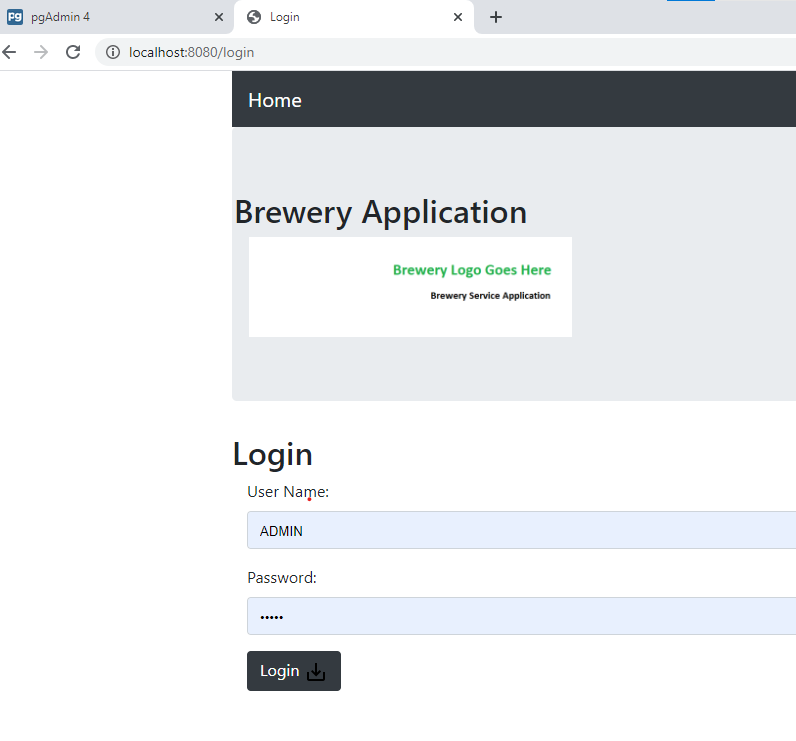 pgAdmin 4
Login
localhost:8080/login
Home
Brewery Application
Brewery Logo Goes Here
Brewery Service Application
Login
User Name:
ADMIN
Password:
•••••
Login